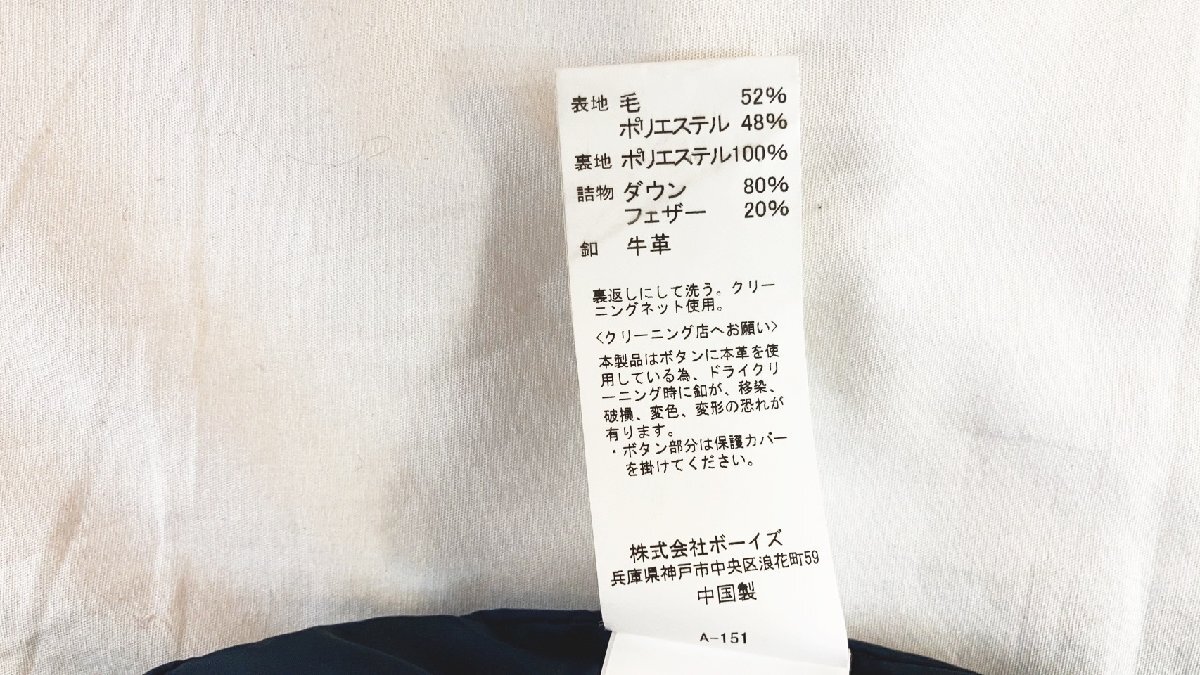 表地 毛 52%
ポリエステル 48%
裏地 ポリエステル100%
詰物 ダウン 80%
フェザー 20%
釦 牛革
裏返しにして洗う。クリー
ニングネット使用。
<クリーニング店へお願い>
本製品はボタンに本革を使
用している為、ドライクリ
ーニング時に釦が、移染、
破損、変色、変形の恐れが
有ります。
・ボタン部分は保護カバー
を掛けてください。
株式会社ボーイズ
兵庫県神戸市中央区浪花町59
中国製
A-151